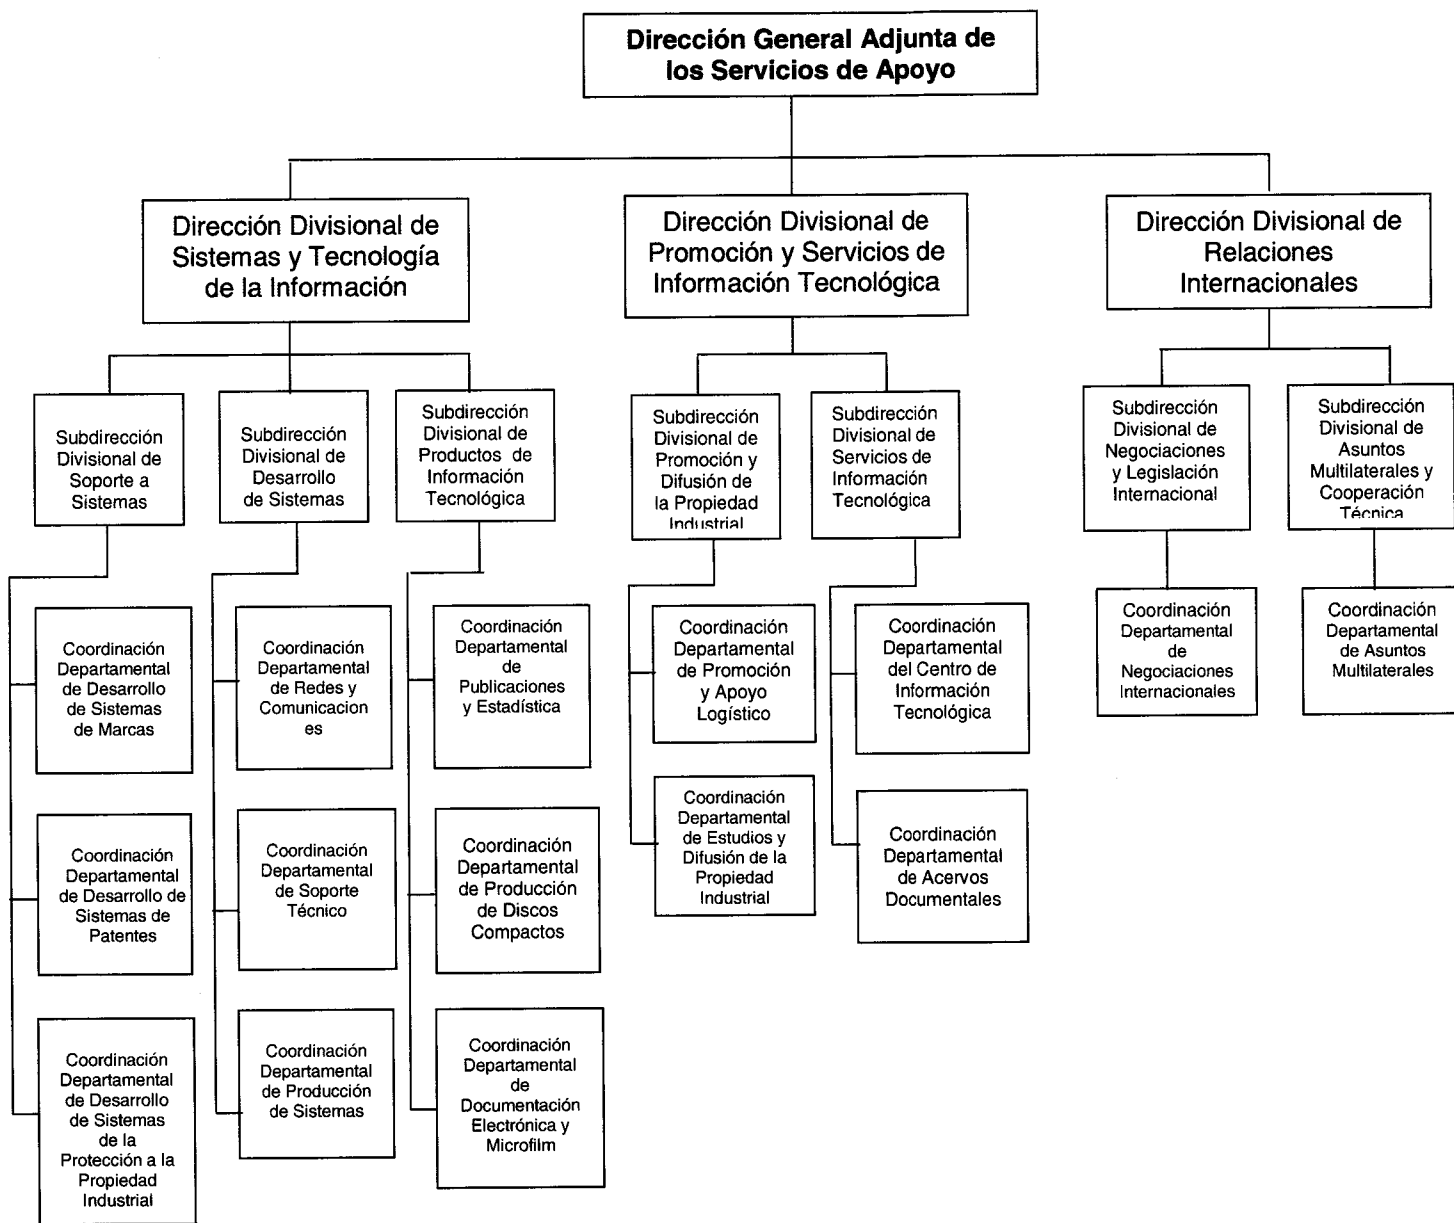 Dirección General Adjunta de
los Servicios de Apoyo
Dirección Divisional de
Sistemas y Tecnología
de la Información
Dirección Divisional de
Promoción y Servicios de
Información Tecnológica
Dirección Divisional de
Relaciones
Internacionales
Subdirección
Divisional de
Soporte a
Sistemas
Subdirección
Divisional de
Desarrollo
de Sistemas
Subdirección
Divisional de
Productos de
Información
Tecnológica
Subdirección
Divisional de
Promoción y
Difusión de
la Propiedad
Industrial
Subdirección
Divisional de
Servicios de
Información
Tecnológica
Subdirección
Divisional de
Negociaciones
y Legislación
Internacional
Subdirección
Divisional de
Asuntos
Multilaterales y
Cooperación
Técnica
Coordinación
Departamental
de Desarrollo
de Sistemas
de Marcas
Coordinación
Departamental
de Redes y
Comunicacion
es
Coordinación
Departamental
de
Publicaciones
y Estadística
Coordinación
Departamental
de Promoción
y Apoyo
Logístico
Coordinación
Departamental
del Centro de
Información
Tecnológica
Coordinación
Departamental
de
Negociaciones
Internacionales
Coordinación
Departamental
de Asuntos
Multilaterales
Coordinación
Departamental
de Desarrollo de
Sistemas de
Patentes
Coordinación
Departamental
de Soporte
Técnico
Coordinación
Departamental
de Producción
de Discos
Compactos
Coordinación
Departamental
de Estudios y
Difusión de la
Propiedad
Industrial
Coordinación
Departamental
de Acervos
Documentales
Coordinación
Departamental
de Desarrollo
de Sistemas
de la
Protección a la
Propiedad
Industrial
Coordinación
Departamental
de Producción
de Sistemas
Coordinación
Departamental
de
Documentación
Electrónica y
Microfilm